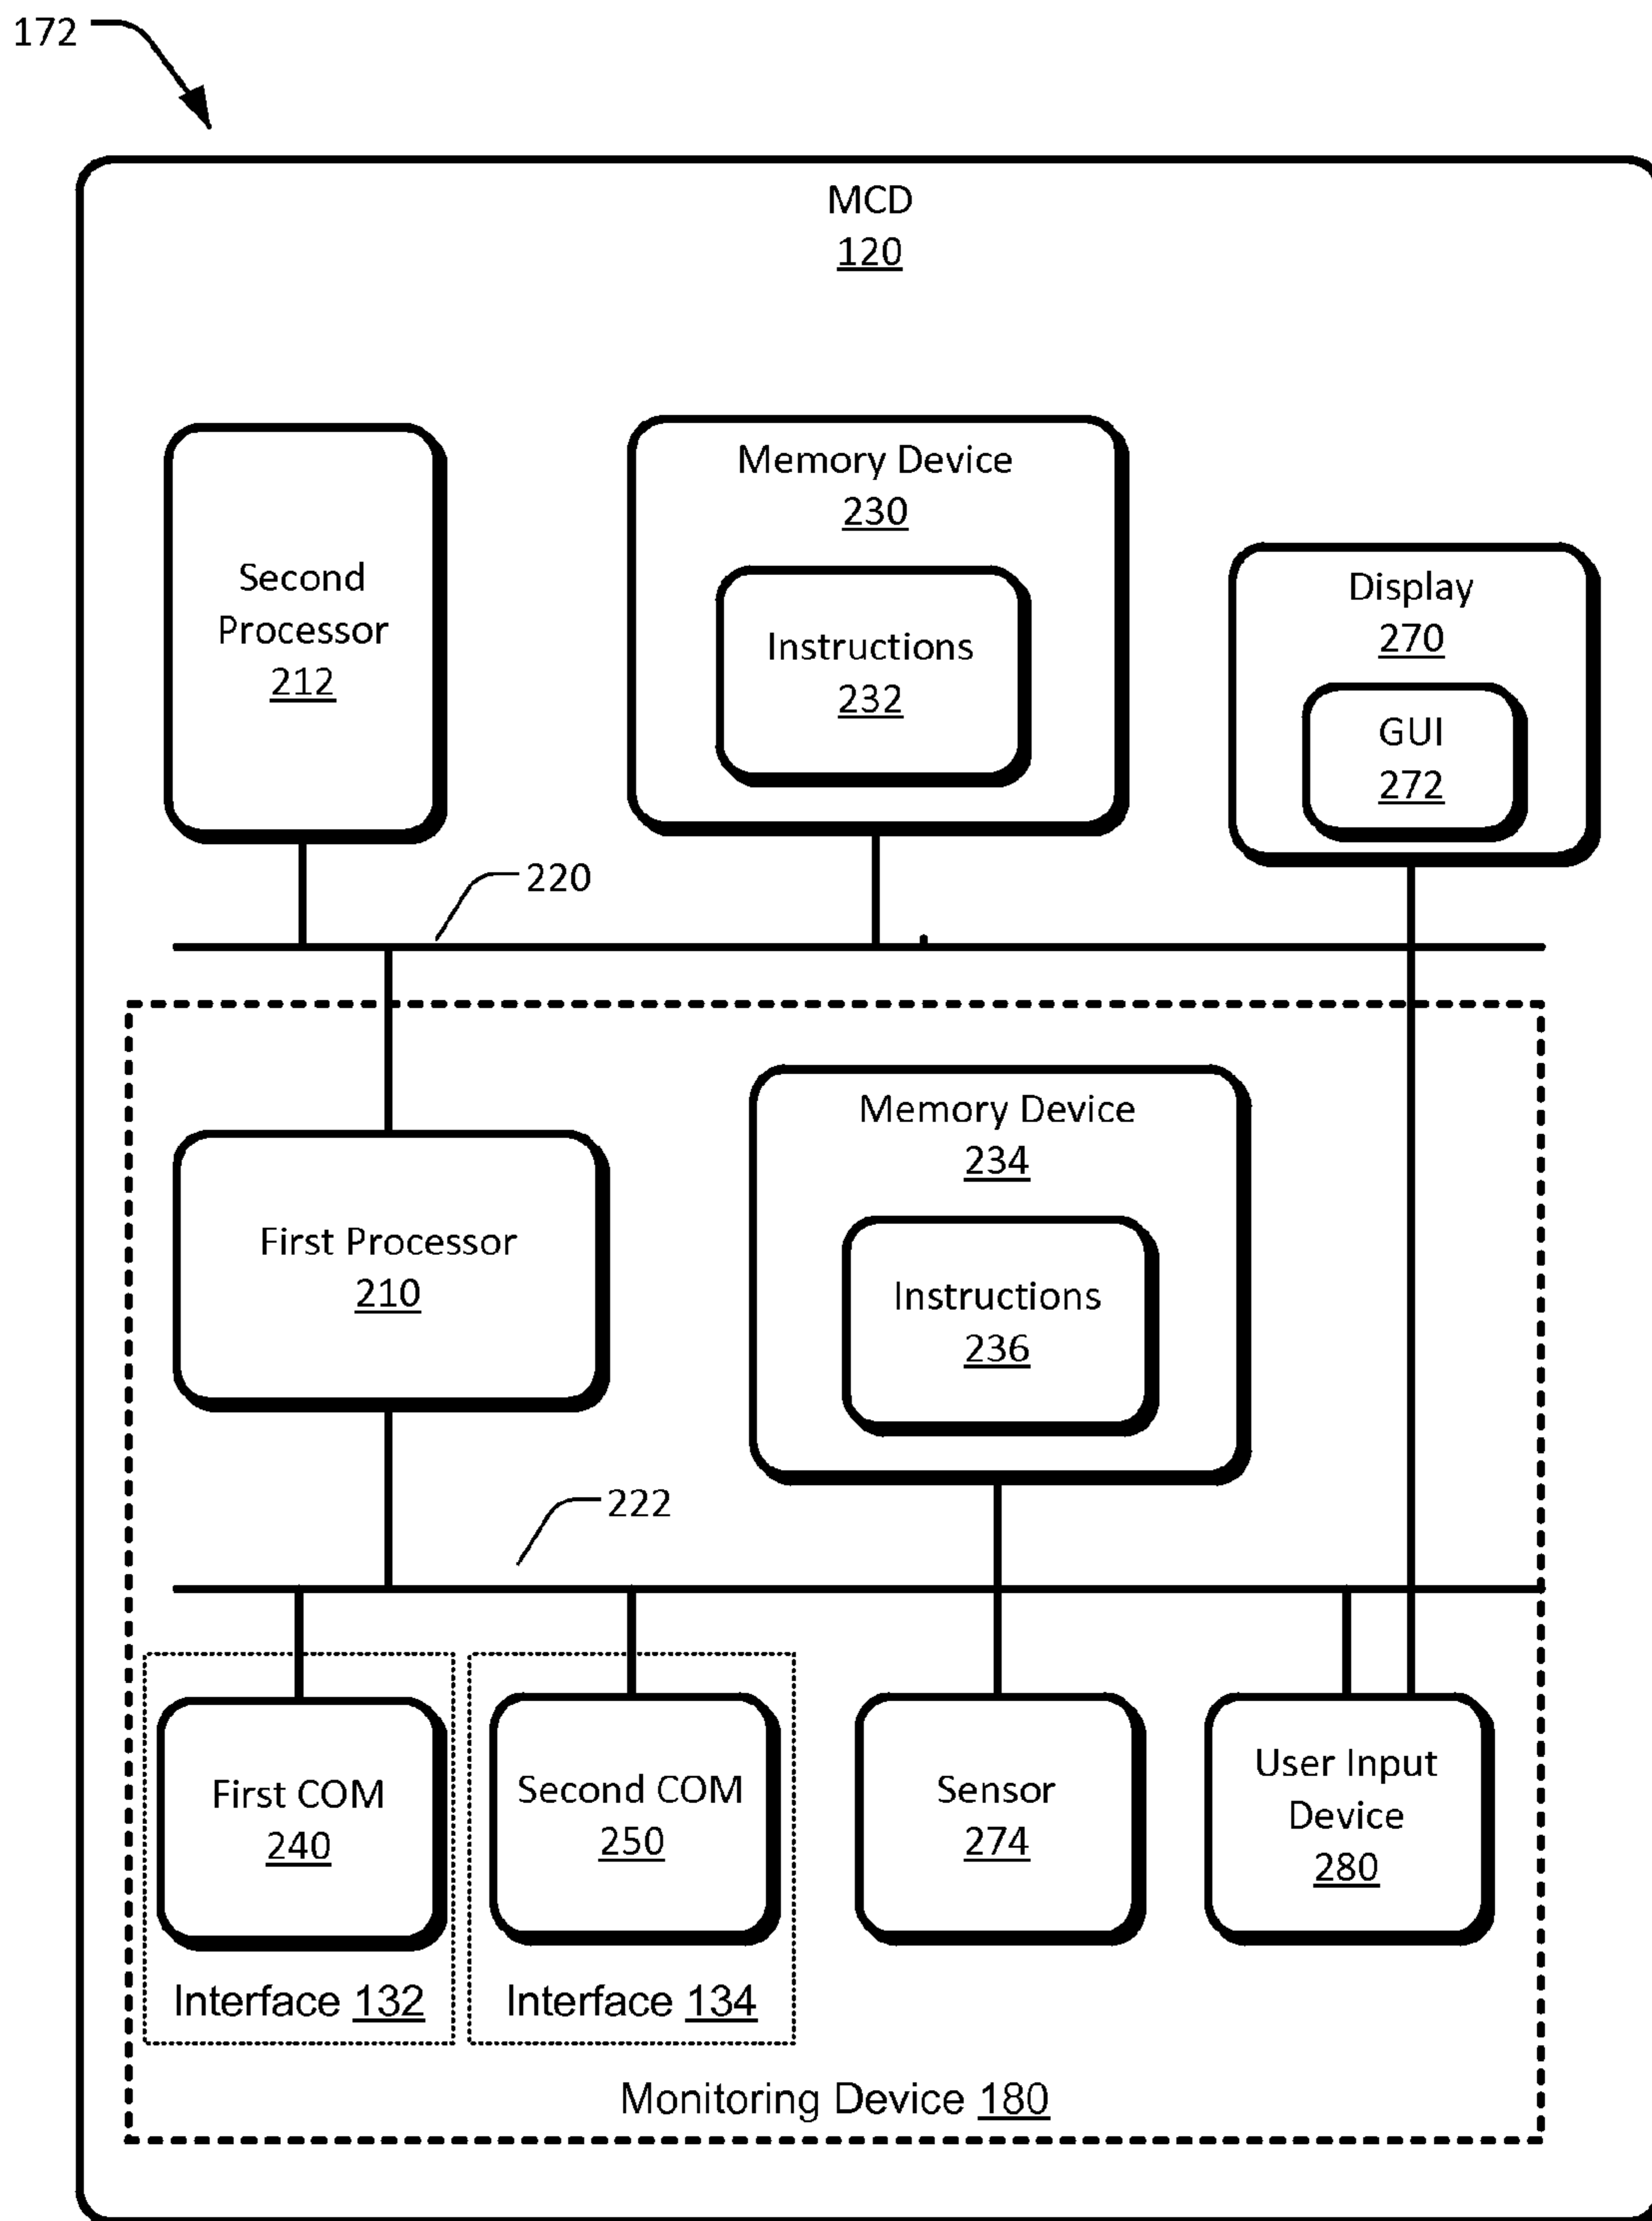 172
MCD
120
Memory Device
230
Instructions
232
Second
Processor
212
Display
270
GUI
272
220
Memory Device
234
Instructions
236
First Processor
210
222
First COM
240
Interface 132
Second COM
250
Interface 134
Sensor
274
User Input
Device
280
Monitoring Device 180